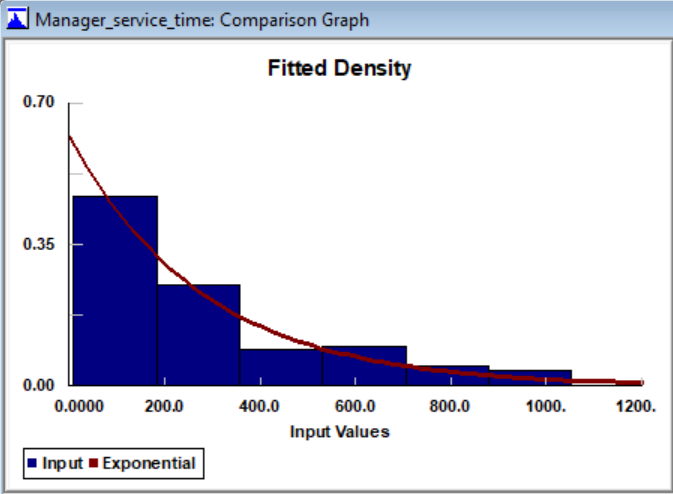 Manager_service_time: Comparison Graph
Fitted Density
0.70
0.35
0.00
0.0000 200.0 400.0 600.0 800.0 1000. 1200.
Input Values
Input Exponential